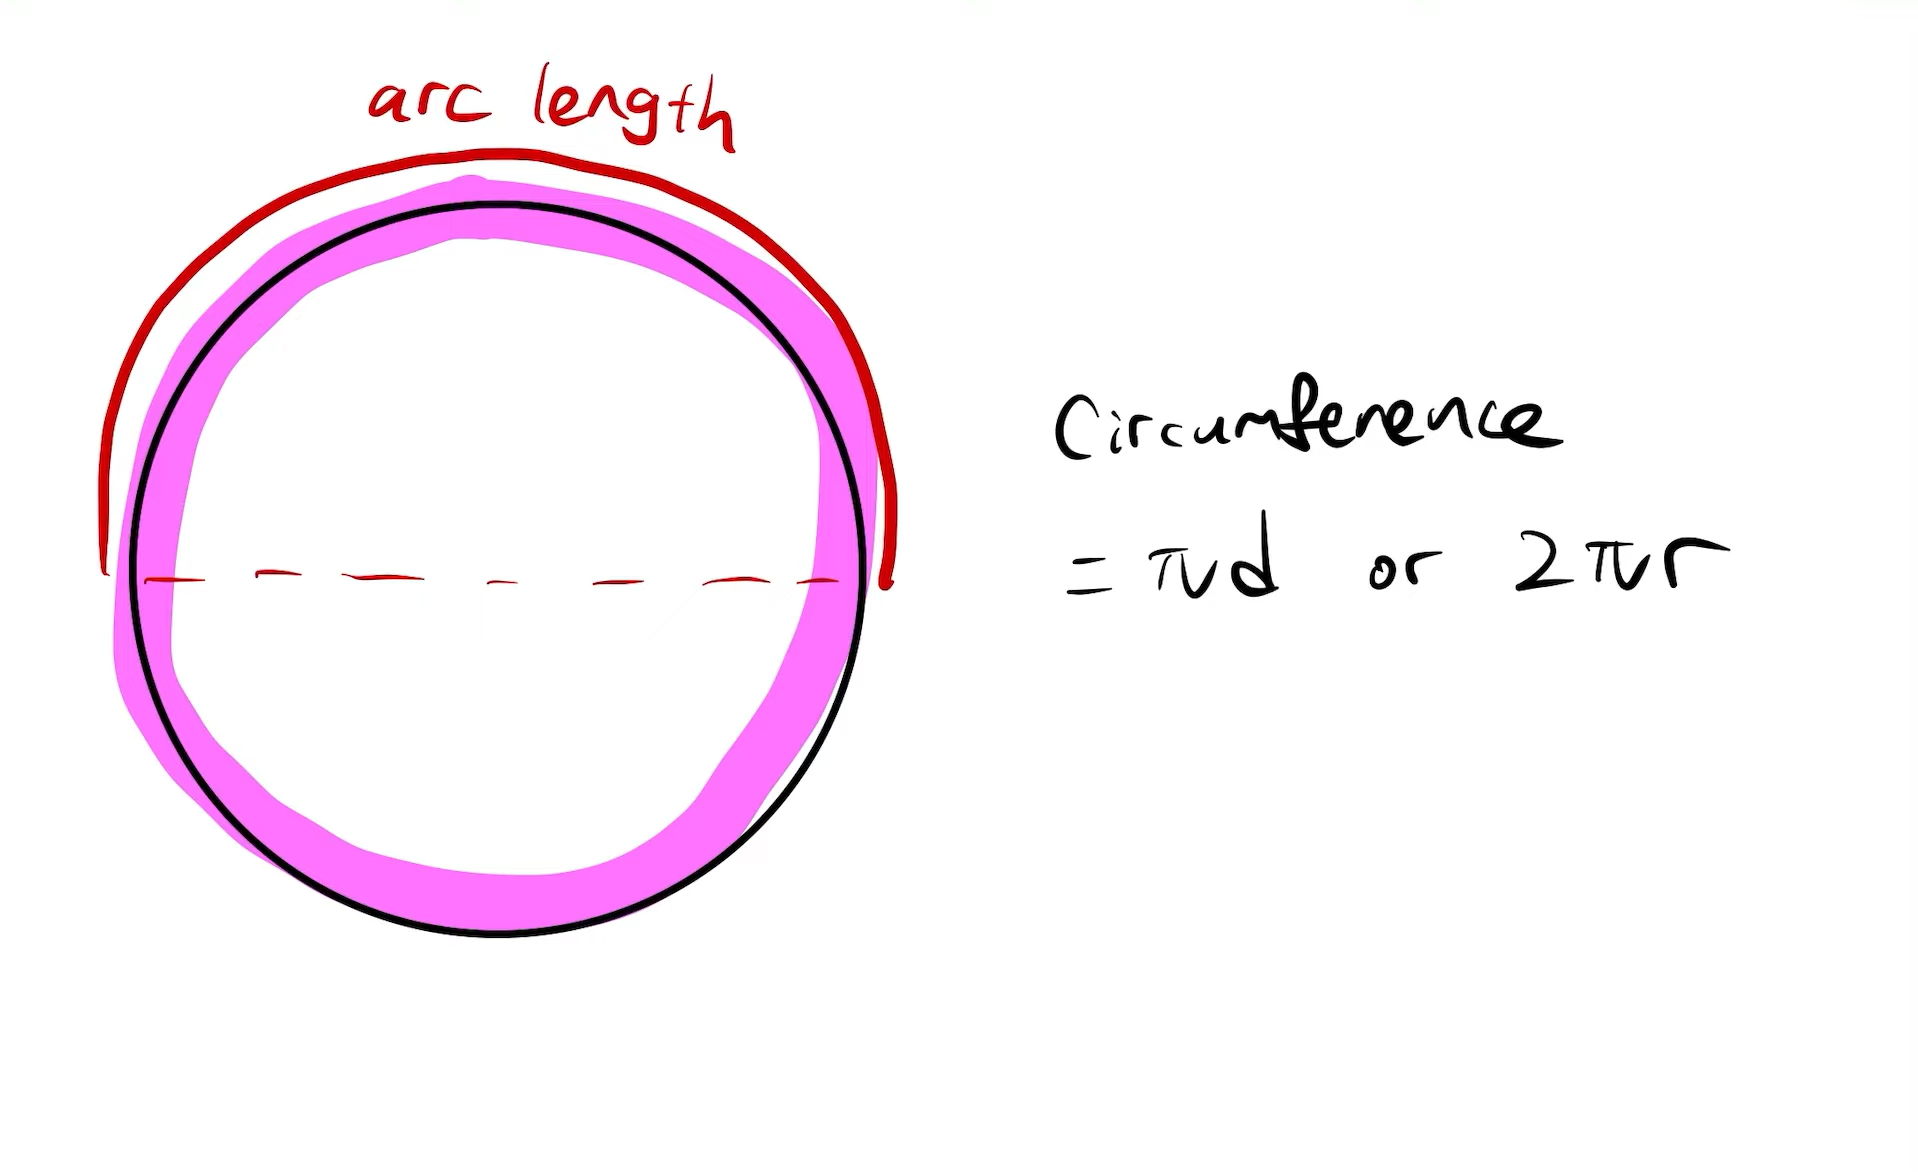 arc length
Circumference
= πd or 2πr